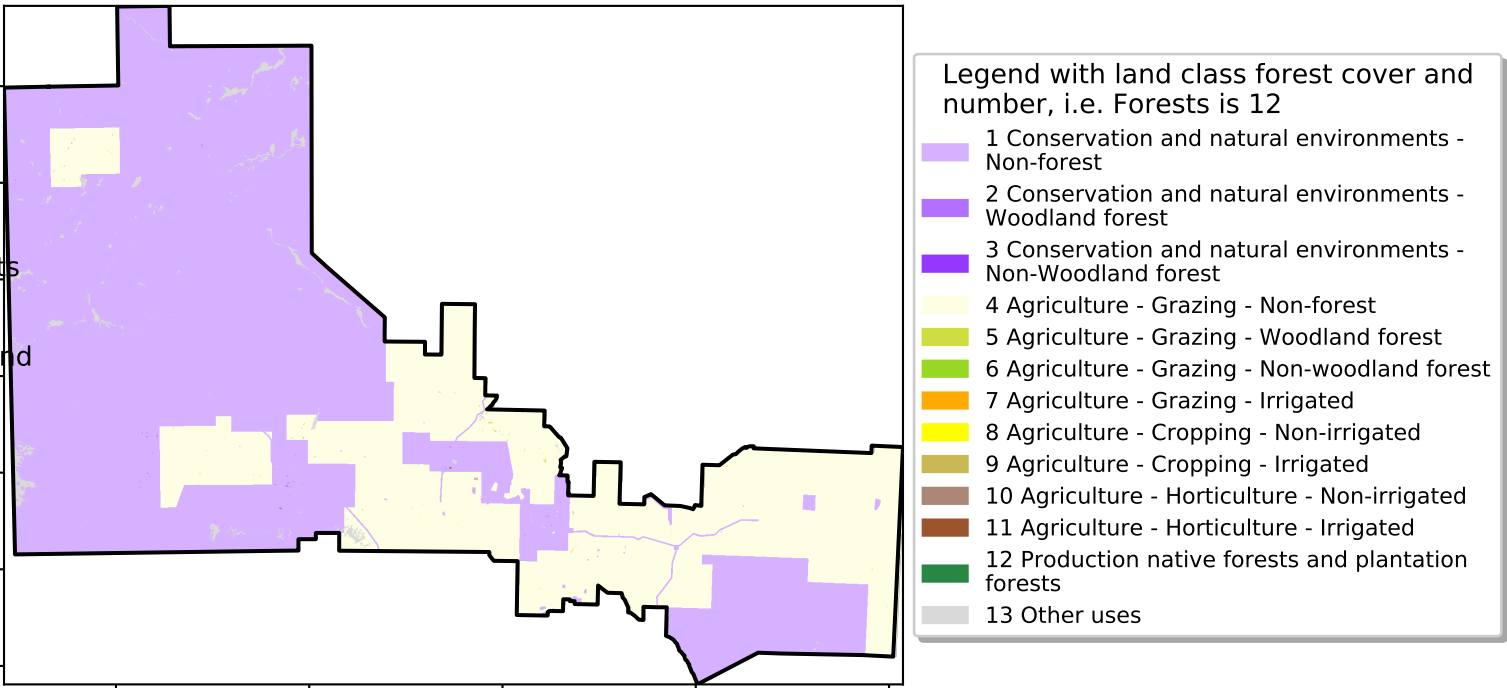 ts
nd
Legend with land class forest cover and
number, i.e. Forests is 12
1 Conservation and natural environments -
Non-forest
2 Conservation and natural environments -
Woodland forest
3 Conservation and natural environments -
Non-Woodland forest
4 Agriculture - Grazing - Non-forest
5 Agriculture - Grazing - Woodland forest
6 Agriculture - Grazing - Non-woodland forest
7 Agriculture - Grazing - Irrigated
8 Agriculture - Cropping - Non-irrigated
9 Agriculture - Cropping - Irrigated
10 Agriculture - Horticulture - Non-irrigated
11 Agriculture - Horticulture - Irrigated
12 Production native forests and plantation
forests
13 Other uses